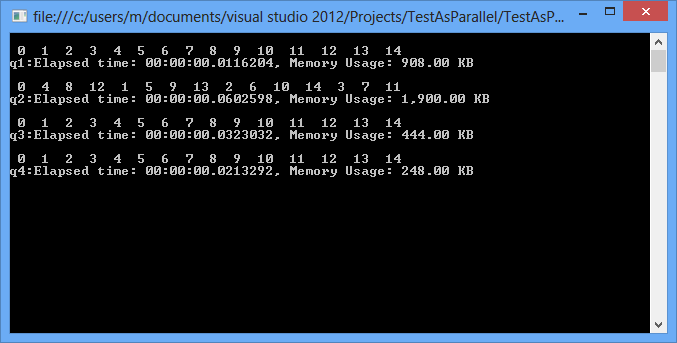 file:///c:/users/m/documents/visual studio 2012/Projects/TestAsParallel/TestAsP...
0 1 2 3 4 5 6 7 8 9 10 11 12 13 14
q1:Elapsed time: 00:00:00.0116204, Memory Usage: 908.00 KB
0 4 8 12 1 5 9 13 2 6 10 14 3 7 11
q2:Elapsed time: 00:00:00.0602598, Memory Usage: 1,900.00 KB
0 1 2 3 4 5 6 7 8 9 10 11 12 13 14
q3:Elapsed time: 00:00:00.0323032, Memory Usage: 444.00 KB
0 1 2 3 4 5 6 7 8 9 10 11 12 13 14
q4:Elapsed time: 00:00:00.0213292, Memory Usage: 248.00 KB